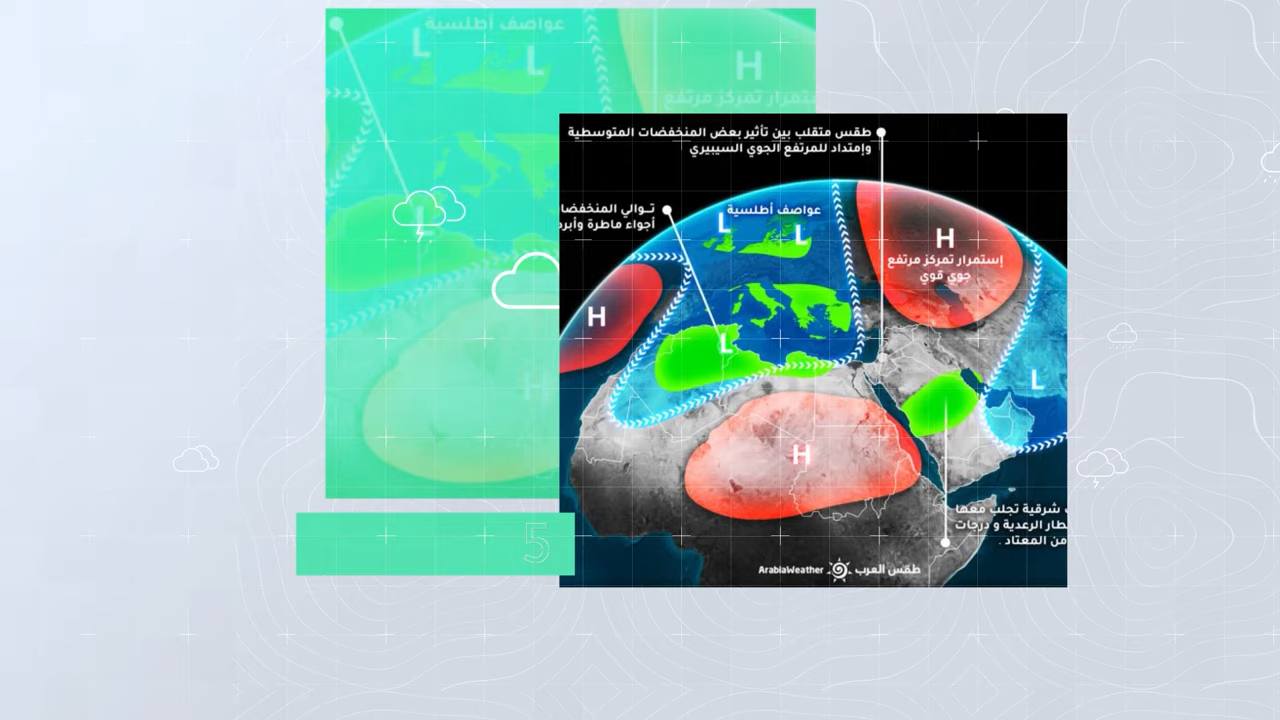 عواصف أطلسية
L
L
H
تمرار تمركز مرتفع
L
H
5
طقس متقلب بين تأثير بعض المنخفضات المتوسطية
وإمتداد للمرتفع الجوي السيبيري
تــوالي المنخفضا
أجواء ماطرة وأبر
عواصف أطلسية
L
L
H
إستمرار تمركز مرتفع
جوي قوي
H
L
L
H
شرقية تجلب معها
طار الرعدية و درجات
من المعتاد .
ArabiaWeather طقس العرب